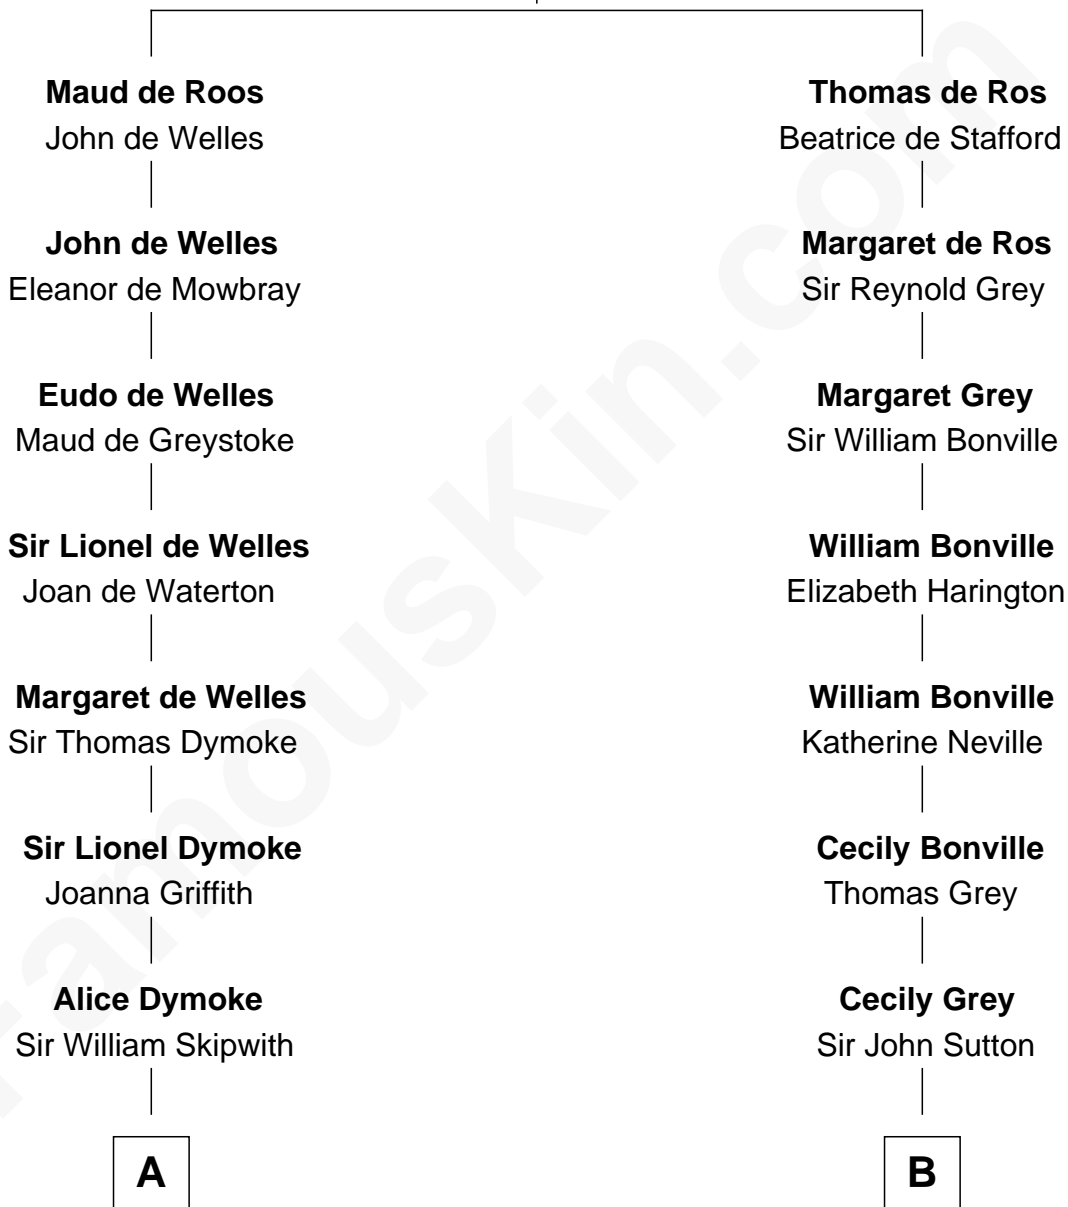 Maud de Roos
John de Welles
John de Welles
Eleanor de Mowbray
Eudo de Welles
Maud de Greystoke
Sir Lionel de Welles
Joan de Waterton
Margaret de Welles
Sir Thomas Dymoke
Sir Lionel Dymoke
Joanna Griffith
Alice Dymoke
Sir William Skipwith
A
Thomas de Ros
Beatrice de Stafford
Margaret de Ros
Sir Reynold Grey
Margaret Grey
Sir William Bonville
William Bonville
Elizabeth Harington
William Bonville
Katherine Neville
Cecily Bonville
Thomas Grey
Cecily Grey
Sir John Sutton
B
FamousKin.com